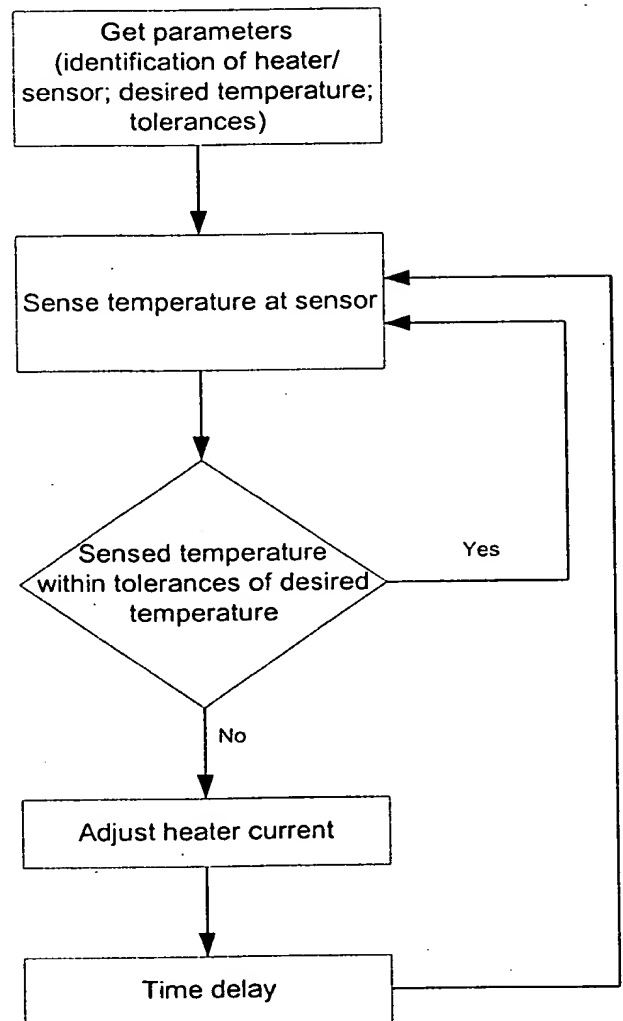 Get parameters
(identification of heater/
sensor; desired temperature;
tolerances)
Sense temperature at sensor
Sensed temperature
within tolerances of desired
temperature
Yes
No
Adjust heater current
Time delay